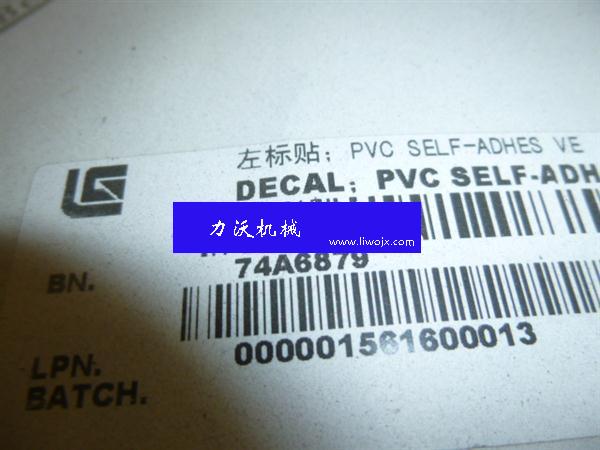 左标贴; PVC SELF-ADHES VE
DECAL; PVC SELF-ADH
力沃机械
www.liwojx.com
BN.
74A6879
000001561600013
LPN.
BATCH.